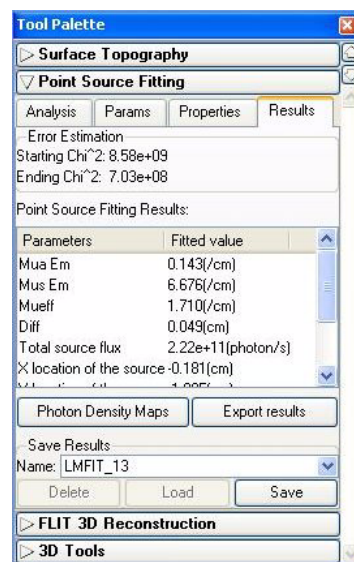 Tool Palette
Surface Topography
Point Source Fitting
Analysis Params Properties Results
Error Estimation
Starting Chi^2: 8.58e+09
Ending Chi^2: 7.03e+08
Point Source Fitting Results:
Parameters Fitted value
Mua Em 0.143(/cm)
Mus Em 6.676(/cm)
Mueff 1.710(/cm)
Diff 0.049(cm)
Total source flux 2.22e+11(photon/s)
X location of the source -0.181(cm)
Photon Density Maps Export results
Save Results
Name: LMFIT_13
Delete Load Save
FLIT 3D Reconstruction
3D Tools